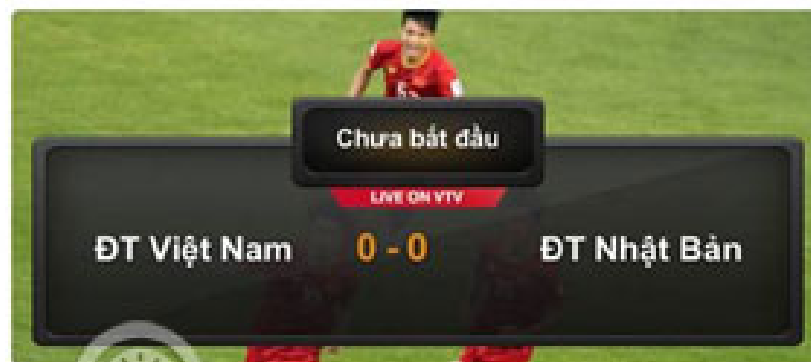 Chưa bắt đầu
LIVE ON VTV
ĐT Việt Nam 0 - 0 ĐT Nhật Bản